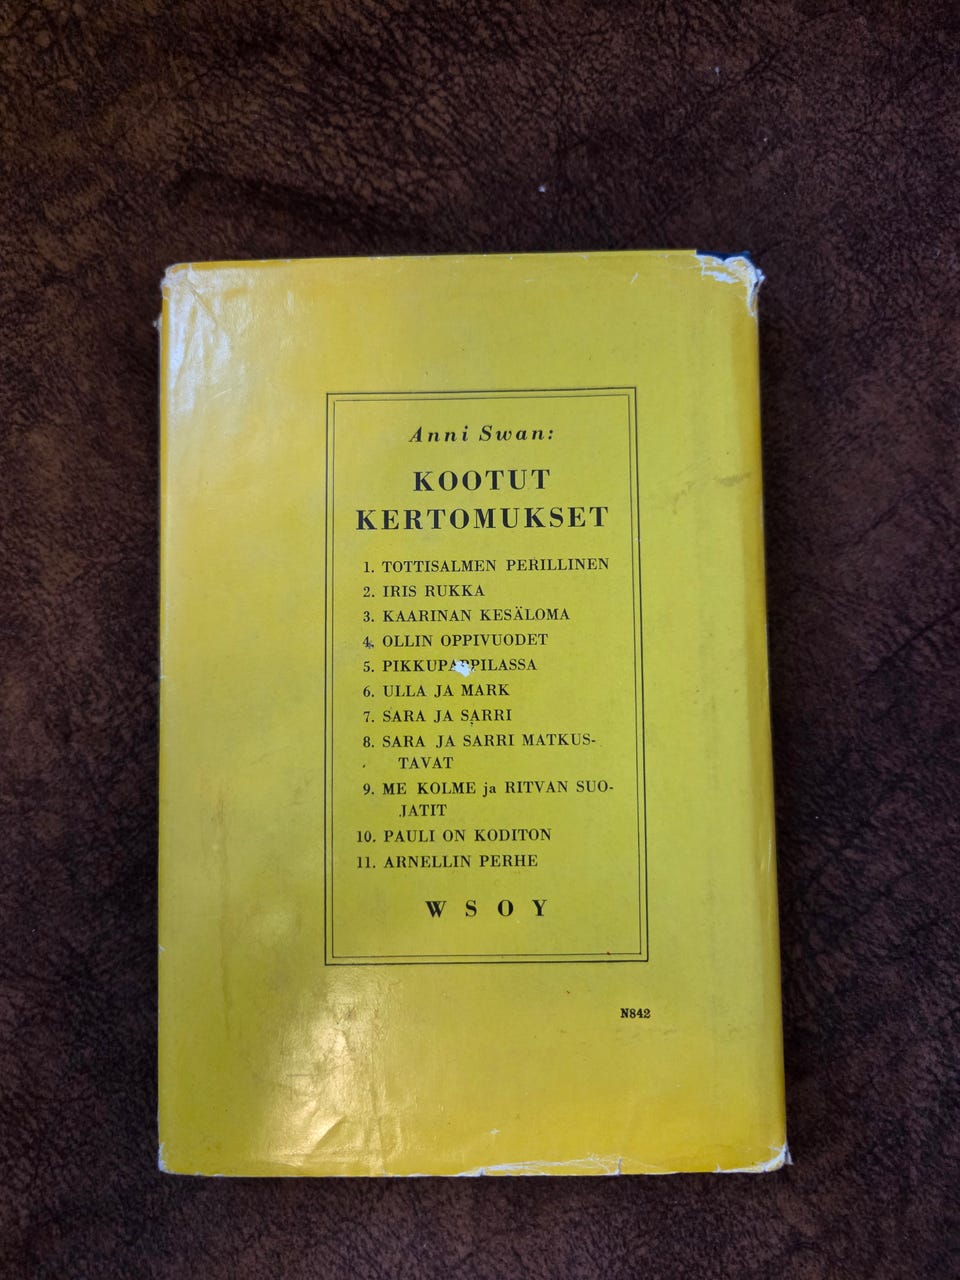 Anni Swan:
KOOTUT
KERTOMUKSET
1. TOTTISALMEN PERILLINEN
2. IRIS RUKKA
3. KAARINAN KESÄLOMA
4. OLLIN OPPIVUODET
5. PIKKUPAPPILASSA
6. ULLA JA MARK
7. SARA JA SARRI
8. SARA JA SARRI MATKUS-
TAVAT
9. ME KOLME ja RITVAN SUO-
JATIT
10. PAULI ON KODITON
11. ARNELLIN PERHE
WSOY
N842